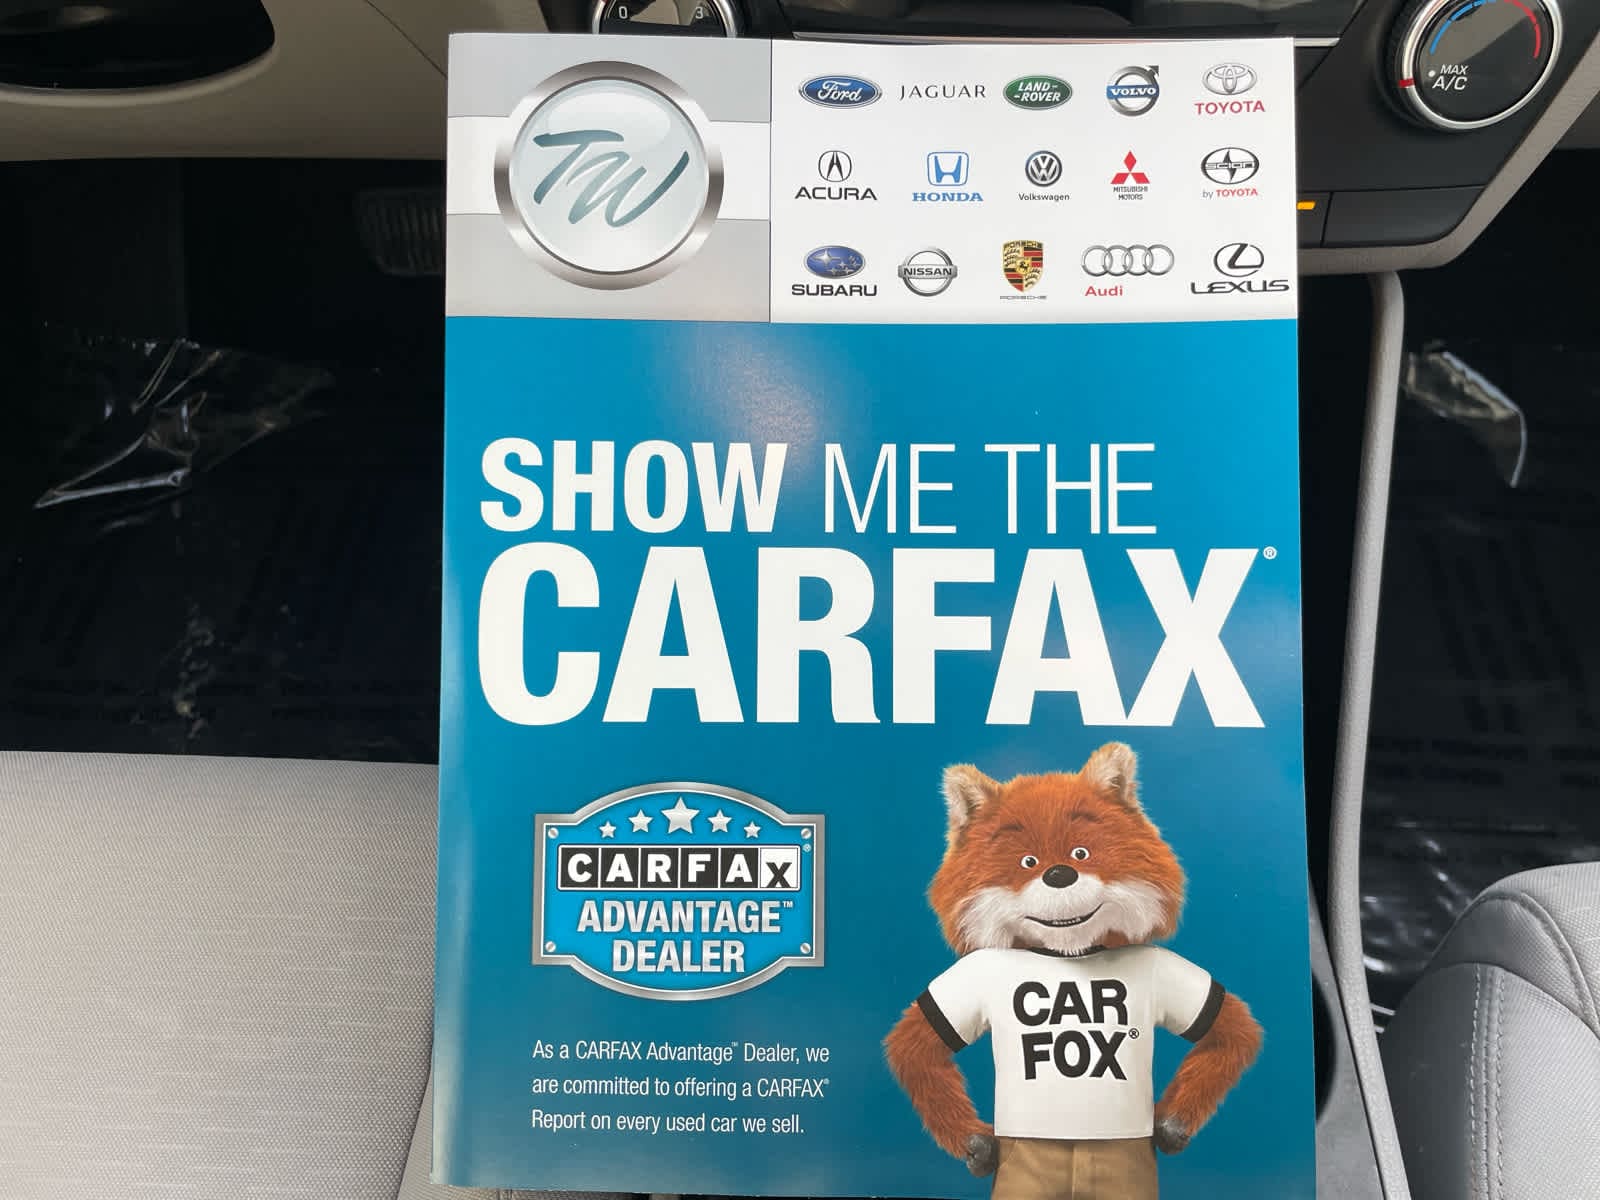 0 3
MAX
A/C
TW
Ford JAGUAR LAND-ROVER VOLVO TOYOTA
ACURA HONDA Volkswagen MITSUBISHI MOTORS SCION by TOYOTA
SUBARU NISSAN PORSCHE PORSCHE Audi LEXUS
SHOW ME THE
CARFAX®
CARFAX®
ADVANTAGE™
DEALER
As a CARFAX Advantage™ Dealer, we
are committed to offering a CARFAX®
Report on every used car we sell.
CAR
FOX®